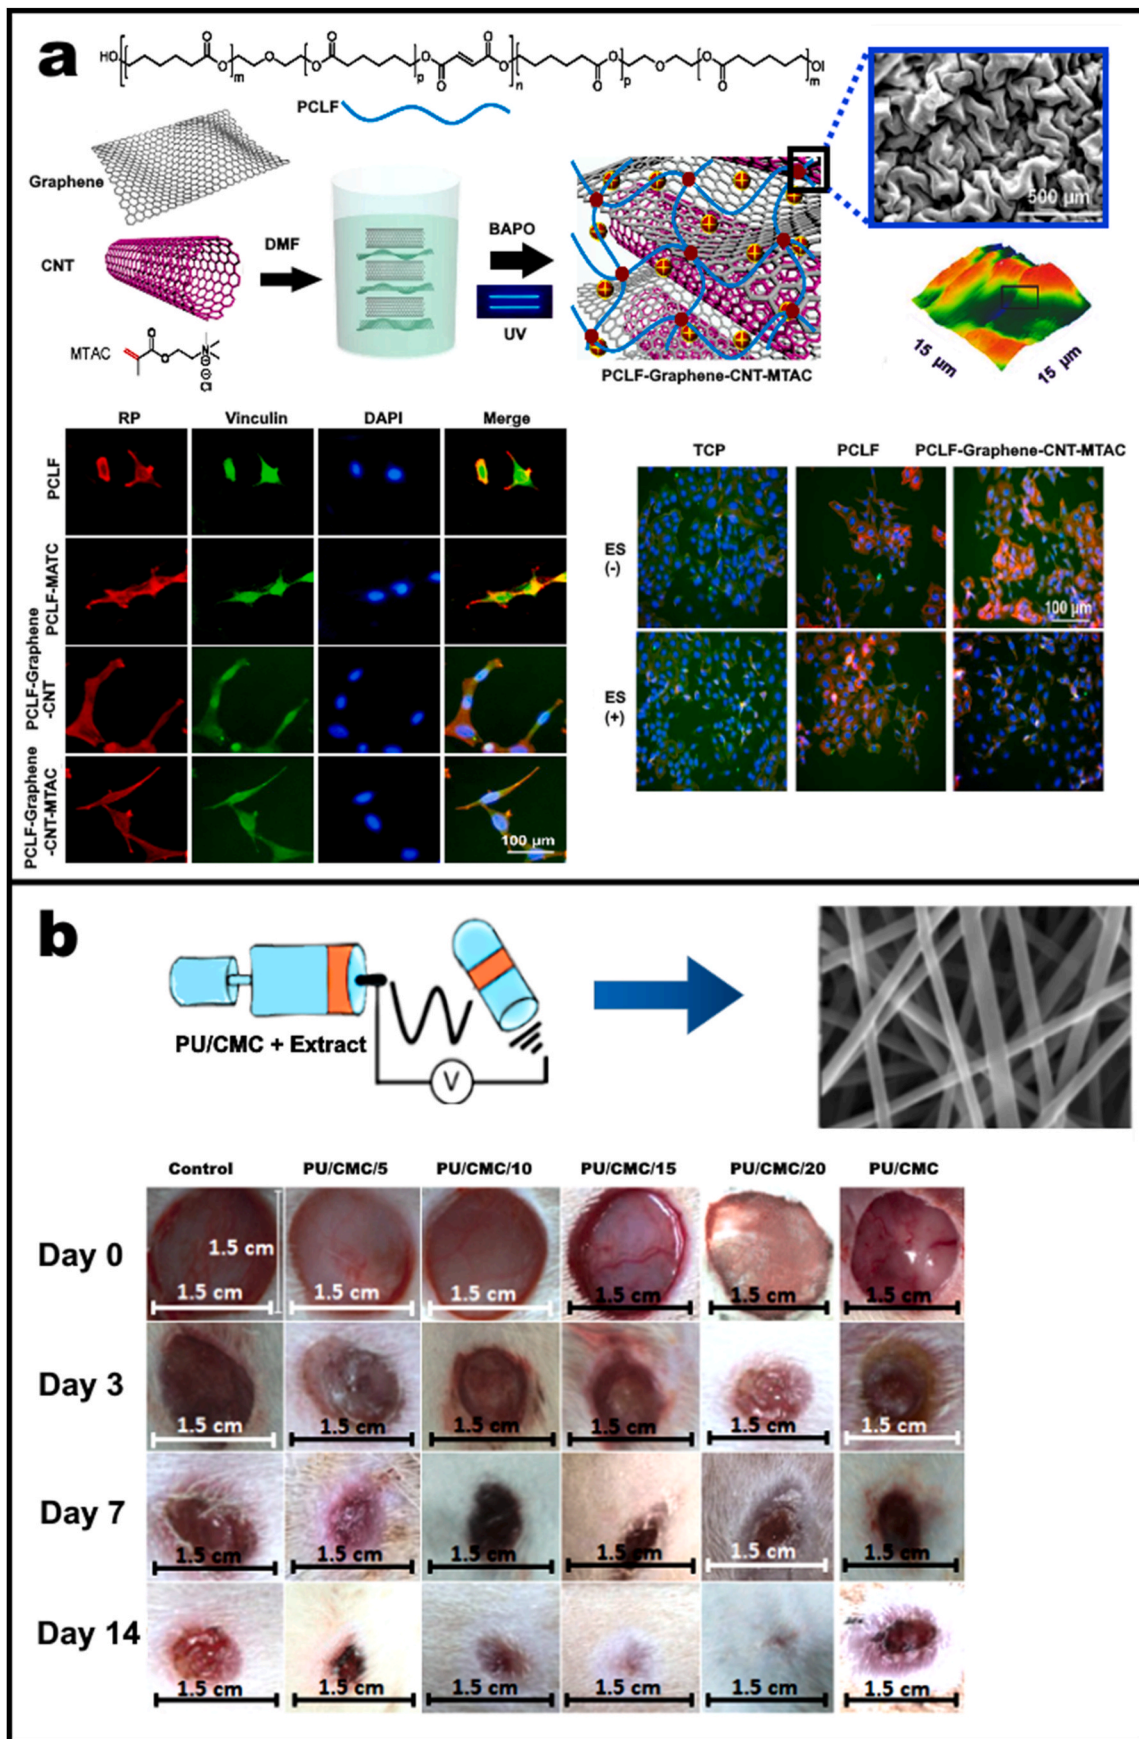 a
HO
O
O
m
O
O
O
p
O
O
O
O
n
O
O
p
O
O
O
m
OI
PCLF
Graphene
CNT
MTAC
O
O
N
⊕
⊖
Cl
DMF
BAPO
UV
PCLF-Graphene-CNT-MTAC
500 µm
15 µm
15 µm
RP Vinculin DAPI Merge
PCLF
PCLF-MATC
PCLF-Graphene
-CNT
PCLF-Graphene
-CNT-MTAC
100 µm
TCP PCLF PCLF-Graphene-CNT-MTAC
ES
(-)
100 µm
ES
(+)
b
PU/CMC + Extract
V
Control PU/CMC/5 PU/CMC/10 PU/CMC/15 PU/CMC/20 PU/CMC
Day 0
1.5 cm
1.5 cm 1.5 cm 1.5 cm 1.5 cm 1.5 cm 1.5 cm
Day 3
1.5 cm 1.5 cm 1.5 cm 1.5 cm 1.5 cm 1.5 cm
Day 7
1.5 cm 1.5 cm 1.5 cm 1.5 cm 1.5 cm 1.5 cm
Day 14
1.5 cm 1.5 cm 1.5 cm 1.5 cm 1.5 cm 1.5 cm